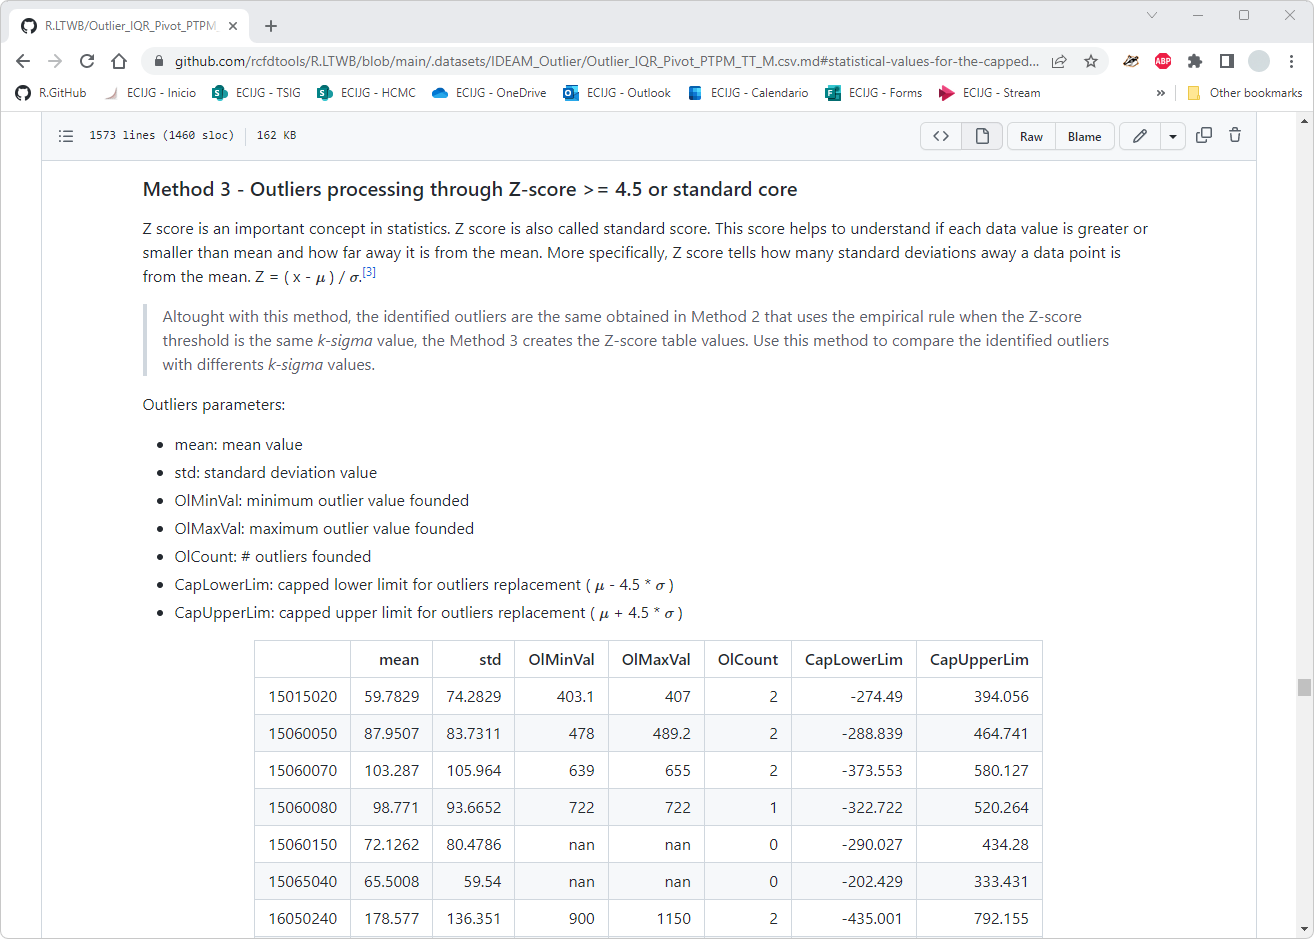 R.LTWB/Outlier_IQR_Pivot_PTPM_
github.com/rcfdtools/R.LTWB/blob/main/.datasets/IDEAM_Outlier/Outlier_IQR_Pivot_PTPM_TT_M.csv.md#statistical-values-for-the-capped...
ABP
R.GitHub ECIJG - Inicio ECIJG - TSIG ECIJG - HCMC ECIJG - OneDrive ECIJG - Outlook ECIJG - Calendario ECIJG - Forms ECIJG - Stream » Other bookmarks
1573 lines (1460 sloc) 162 KB <> Raw Blame
Method 3 - Outliers processing through Z-score >= 4.5 or standard core
Z score is an important concept in statistics. Z score is also called standard score. This score helps to understand if each data value is greater or
smaller than mean and how far away it is from the mean. More specifically, Z score tells how many standard deviations away a data point is
from the mean. Z = ( x - μ ) / σ.[3]
Altought with this method, the identified outliers are the same obtained in Method 2 that uses the empirical rule when the Z-score
threshold is the same k-sigma value, the Method 3 creates the Z-score table values. Use this method to compare the identified outliers
with differents k-sigma values.
Outliers parameters:
• mean: mean value
• std: standard deviation value
• OlMinVal: minimum outlier value founded
• OlMaxVal: maximum outlier value founded
• OlCount: # outliers founded
• CapLowerLim: capped lower limit for outliers replacement ( μ - 4.5 * σ )
• CapUpperLim: capped upper limit for outliers replacement ( μ + 4.5 * σ )
mean std OlMinVal OlMaxVal OlCount CapLowerLim CapUpperLim
15015020 59.7829 74.2829 403.1 407 2 -274.49 394.056
15060050 87.9507 83.7311 478 489.2 2 -288.839 464.741
15060070 103.287 105.964 639 655 2 -373.553 580.127
15060080 98.771 93.6652 722 722 1 -322.722 520.264
15060150 72.1262 80.4786 nan nan 0 -290.027 434.28
15065040 65.5008 59.54 nan nan 0 -202.429 333.431
16050240 178.577 136.351 900 1150 2 -435.001 792.155